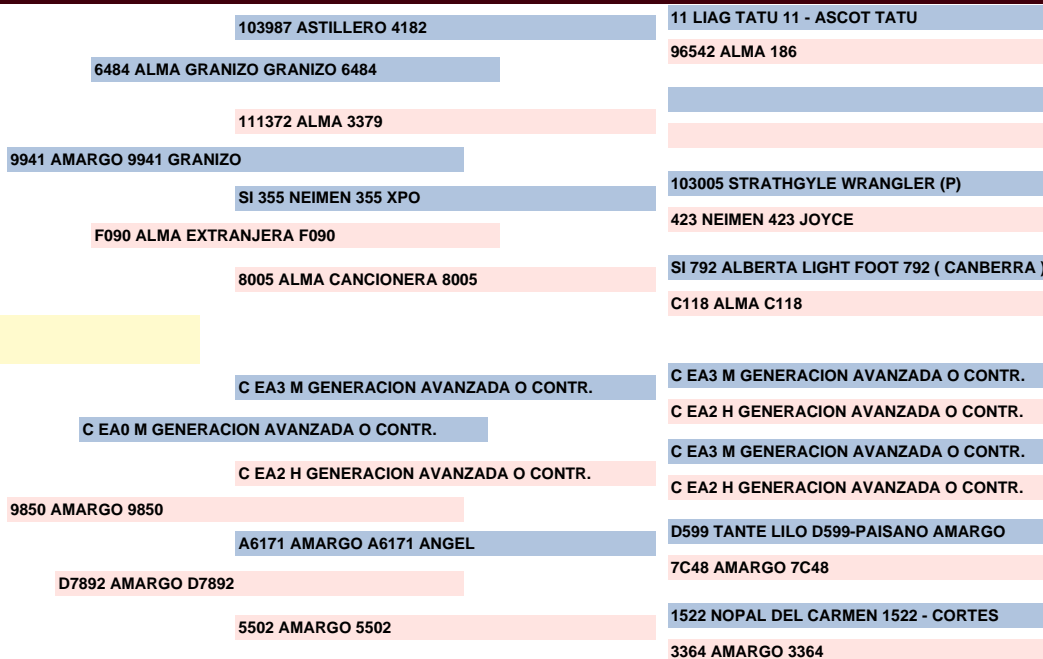 11 LIAG TATU 11 - ASCOT TATU
103987 ASTILLERO 4182
96542 ALMA 186
6484 ALMA GRANIZO GRANIZO 6484
111372 ALMA 3379
9941 AMARGO 9941 GRANIZO
103005 STRATHGYLE WRANGLER (P)
SI 355 NEIMEN 355 XPO
423 NEIMEN 423 JOYCE
F090 ALMA EXTRANJERA F090
SI 792 ALBERTA LIGHT FOOT 792 ( CANBERRA )
8005 ALMA CANCIONERA 8005
C118 ALMA C118
C EA3 M GENERACION AVANZADA O CONTR.
C EA3 M GENERACION AVANZADA O CONTR.
C EA2 H GENERACION AVANZADA O CONTR.
C EA0 M GENERACION AVANZADA O CONTR.
C EA3 M GENERACION AVANZADA O CONTR.
C EA2 H GENERACION AVANZADA O CONTR.
C EA2 H GENERACION AVANZADA O CONTR.
9850 AMARGO 9850
D599 TANTE LILO D599-PAISANO AMARGO
A6171 AMARGO A6171 ANGEL
7C48 AMARGO 7C48
D7892 AMARGO D7892
1522 NOPAL DEL CARMEN 1522 - CORTES
5502 AMARGO 5502
3364 AMARGO 3364